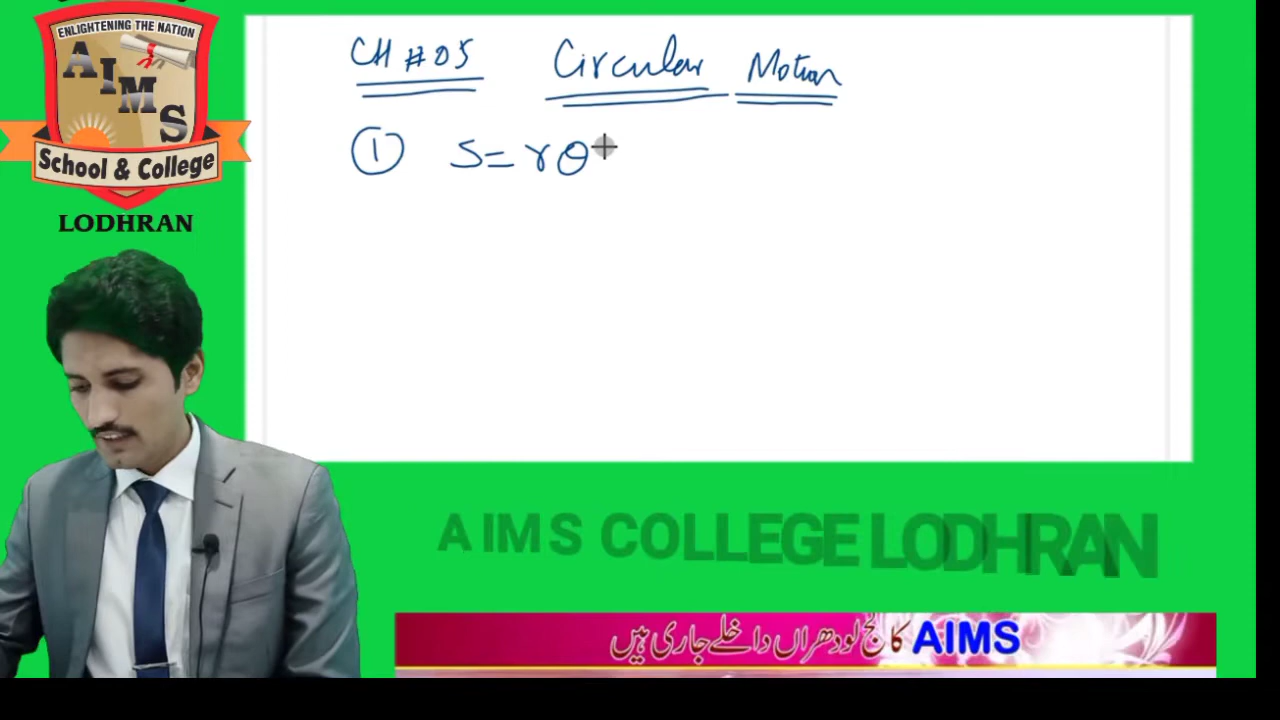 ENLIGHTENING THE NATION
AIMS
School & College
LODHRAN
CH # 05 Circular Motion
① S = rθ
AIMS COLLEGE LODHRAN
AIMS کالج لودھراں داخلے جاری ہیں